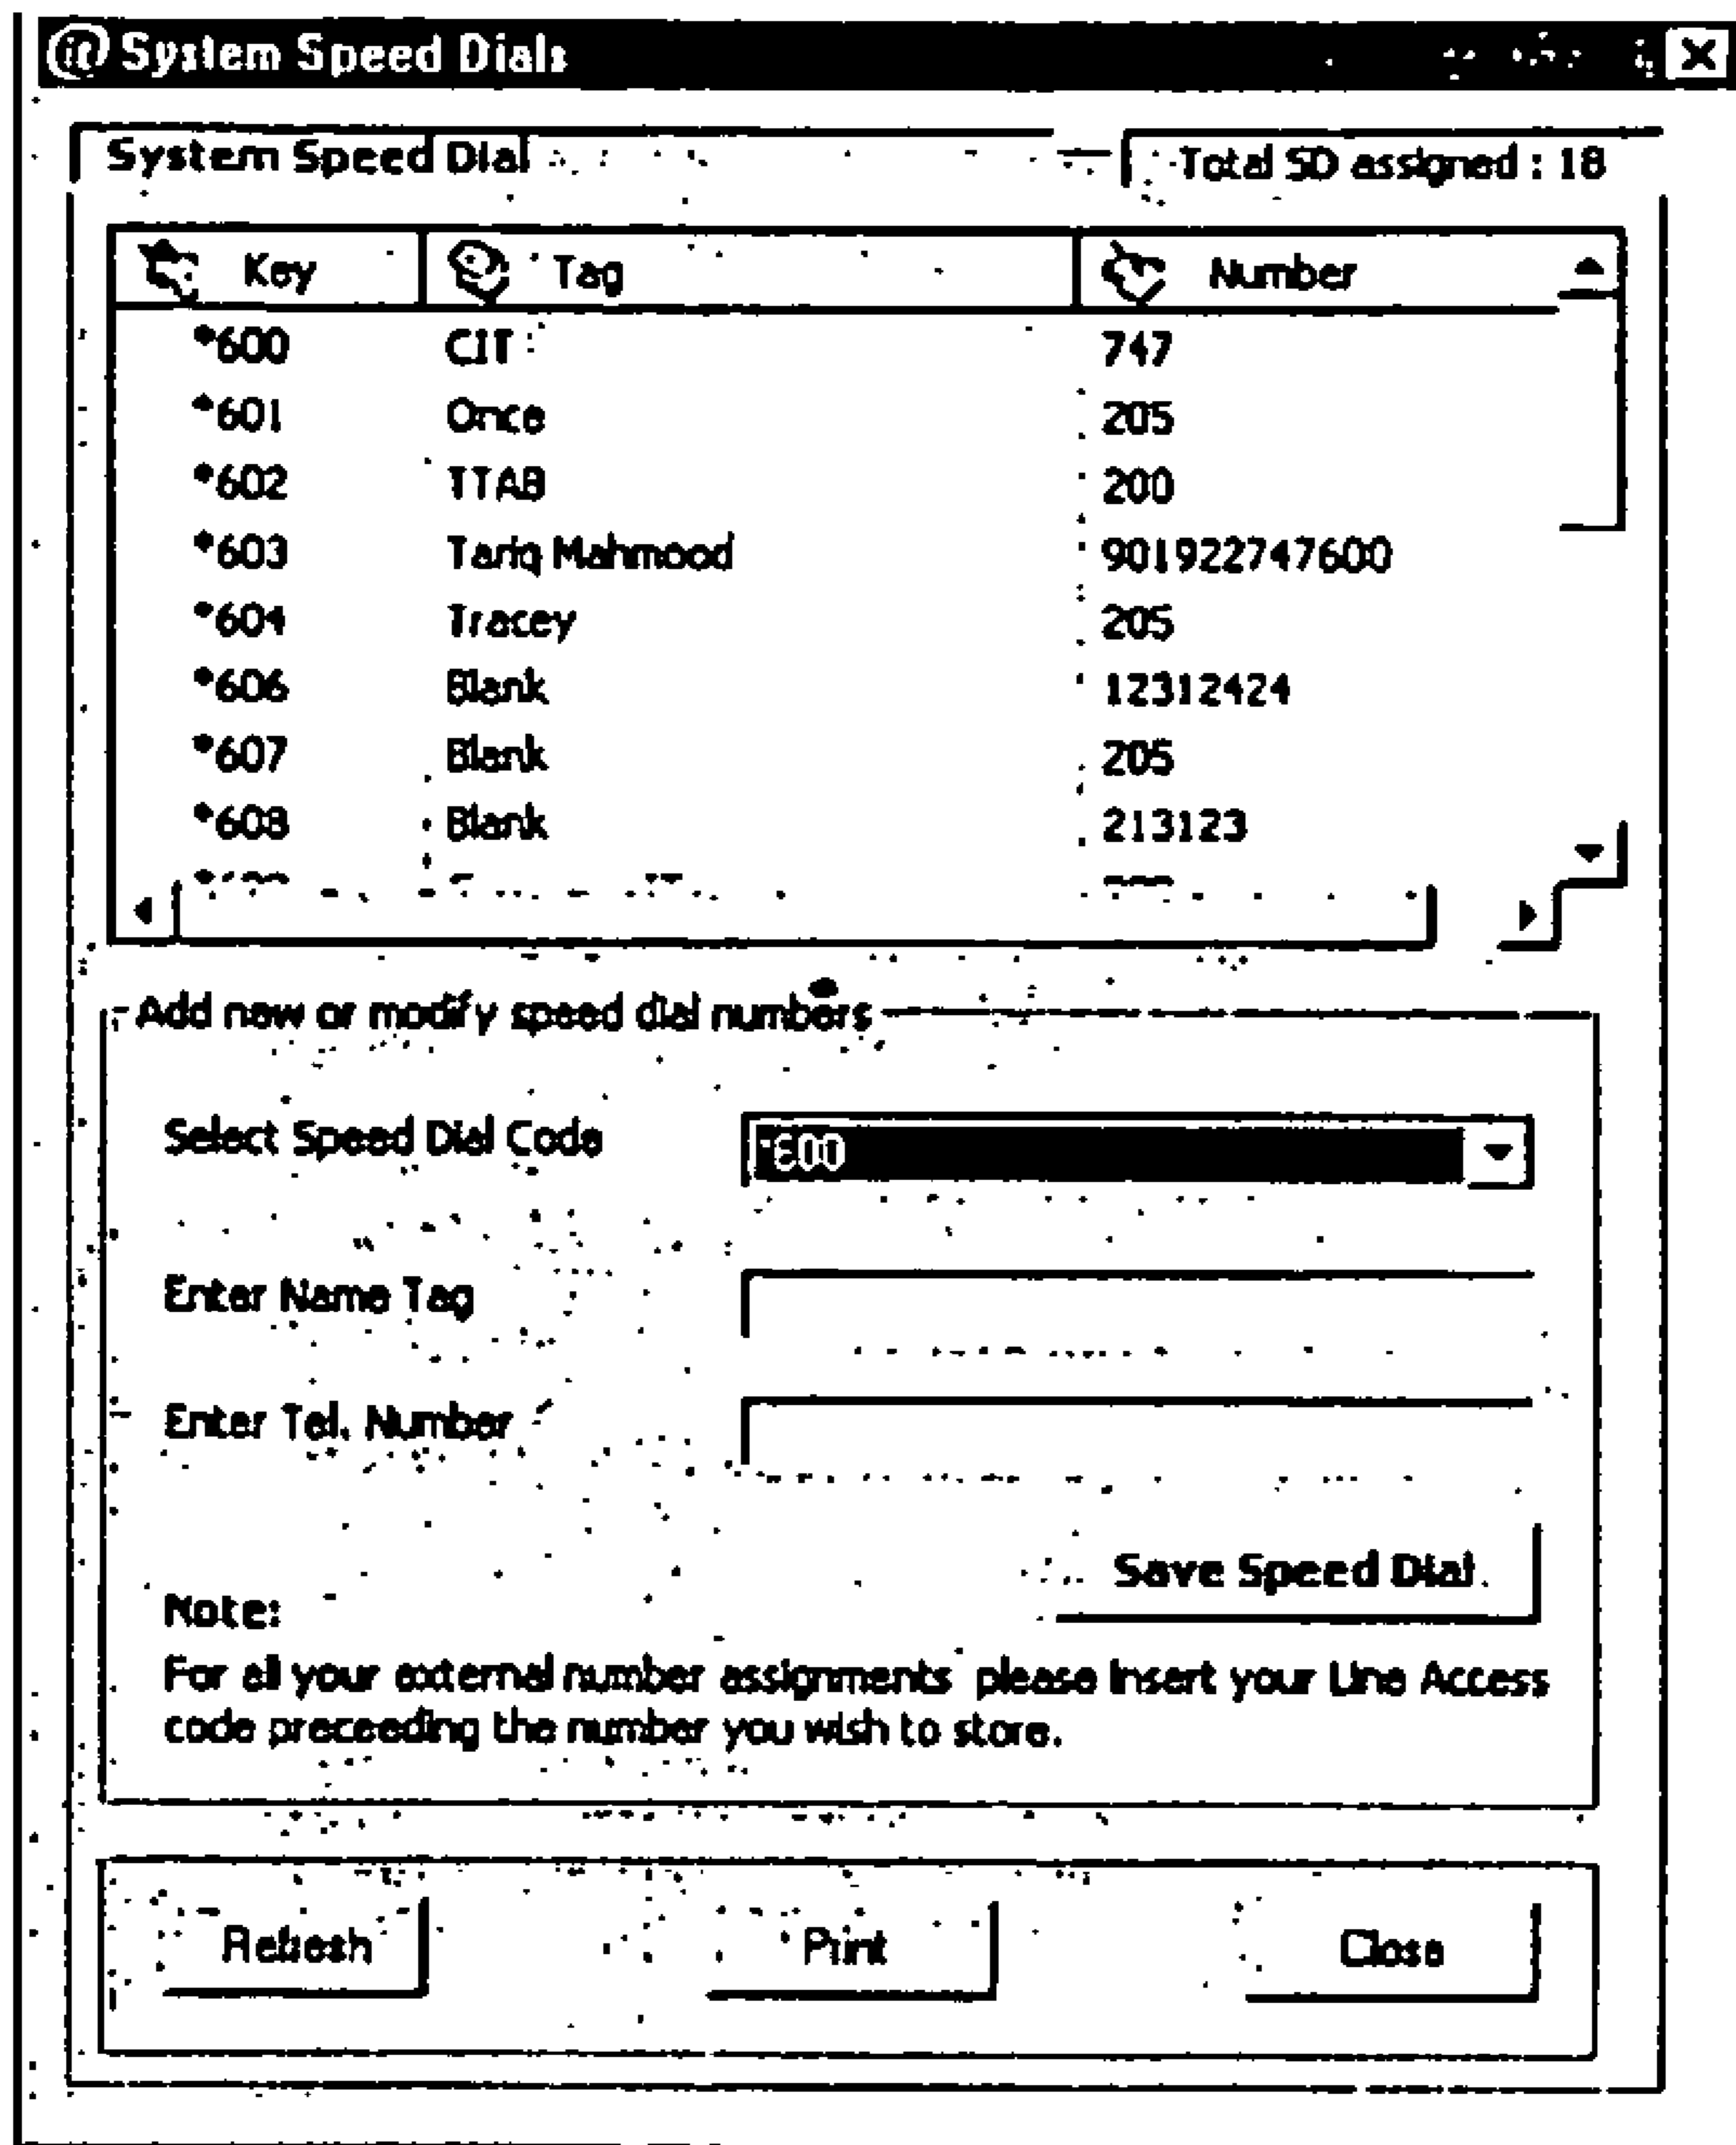 @ System Speed Dials
System Speed Dial Total SD assigned : 18
Key Tag Number
*600 CIT 747
*601 Once 205
*602 TTAB 200
*603 Tariq Mahmood 901922747600
*604 Tracey 205
*606 Blank 12312424
*607 Blank 205
*608 Blank 213123
Add new or modify speed dial numbers
Select Speed Dial Code *600
Enter Name Tag
Enter Tel. Number
Save Speed Dial
Note:
For all your external number assignments please insert your Line Access
code preceeding the number you wish to store.
Refresh Print Close